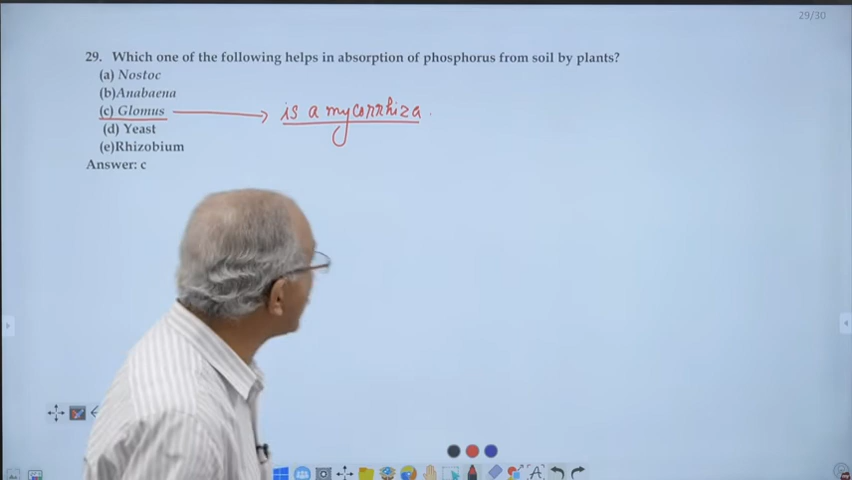 29/30
29. Which one of the following helps in absorption of phosphorus from soil by plants?
(a) Nostoc
(b)Anabaena
(c) Glomus → is a mycorrhiza.
(d) Yeast
(e)Rhizobium
Answer: c